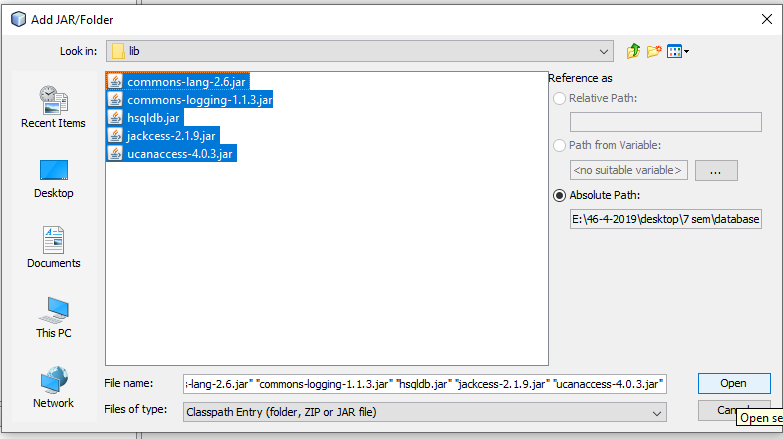 Add JAR/Folder
Look in:
lib
commons-lang-2.6.jar
commons-logging-1.1.3.jar
hsqldb.jar
jackcess-2.1.9.jar
ucanaccess-4.0.3.jar
Recent Items
Desktop
Documents
This PC
Network
Reference as
Relative Path:
Path from Variable:
<no suitable variable>
...
Absolute Path:
E:\46-4-2019\desktop\7 sem\database
File name:
s-lang-2.6.jar" "commons-logging-1.1.3.jar" "hsqldb.jar" "jackcess-2.1.9.jar" "ucanaccess-4.0.3.jar"
Open
Files of type:
Classpath Entry (folder, ZIP or JAR file)
Open se